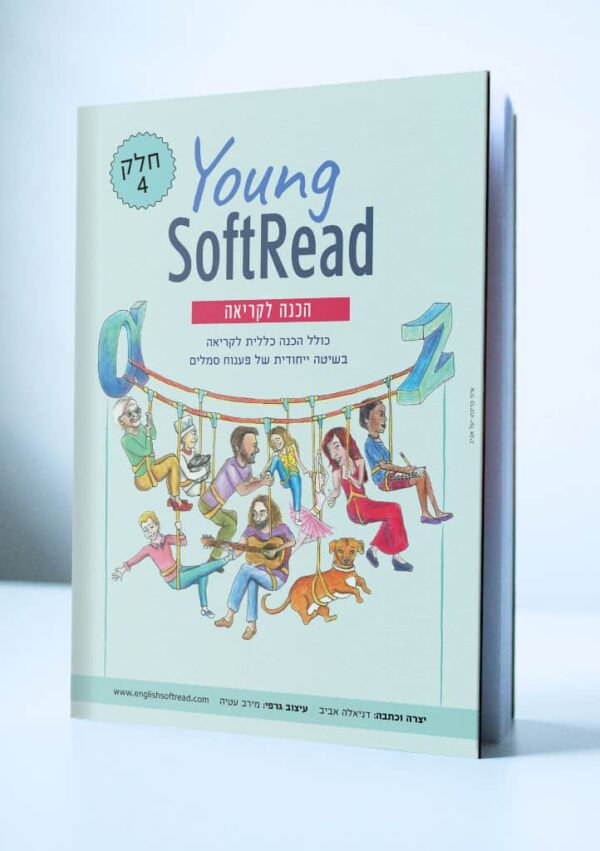 חלק
4
Young
SoftRead
הכנה לקריאה
כולל הכנה כללית לקריאה
בשיטה ייחודית של פענוח סמלים
a z
יצרה וכתבה: דניאלה אביב עיצוב גרפי: מירב עטיה www.englishsoftread.com